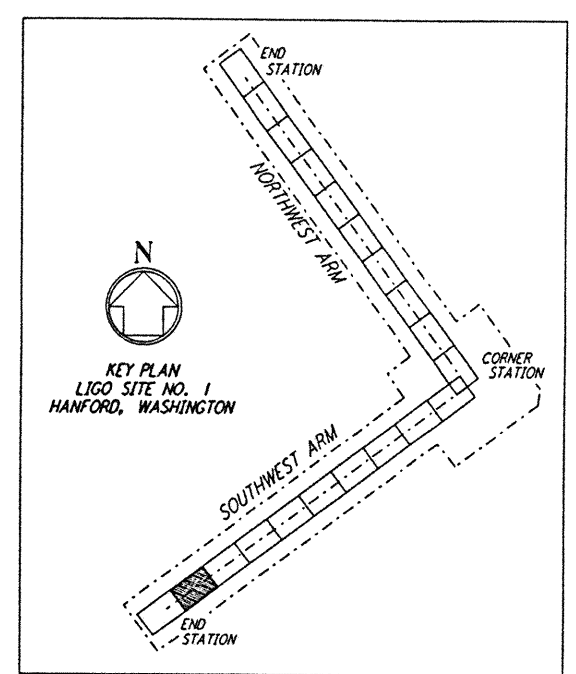 END
STATION
NORTHWEST ARM
N
KEY PLAN
LIGO SITE NO. 1
HANFORD, WASHINGTON
CORNER
STATION
SOUTHWEST ARM
END
STATION